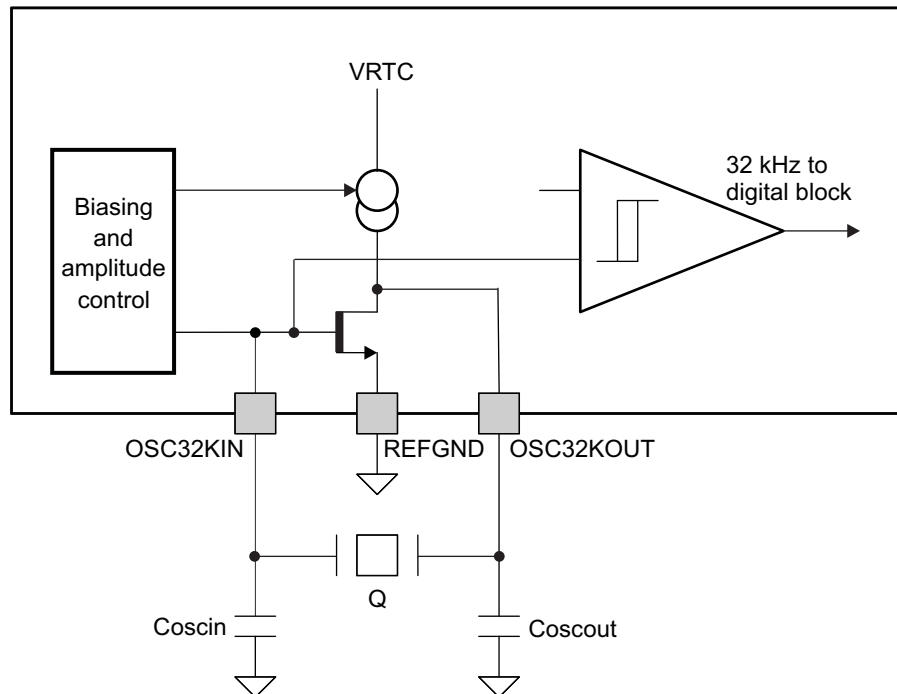 VRTC
32 kHz to
digital block
Biasing
and
amplitude
control
OSC32KIN
REFGND
OSC32KOUT
Q
Coscin
Coscout